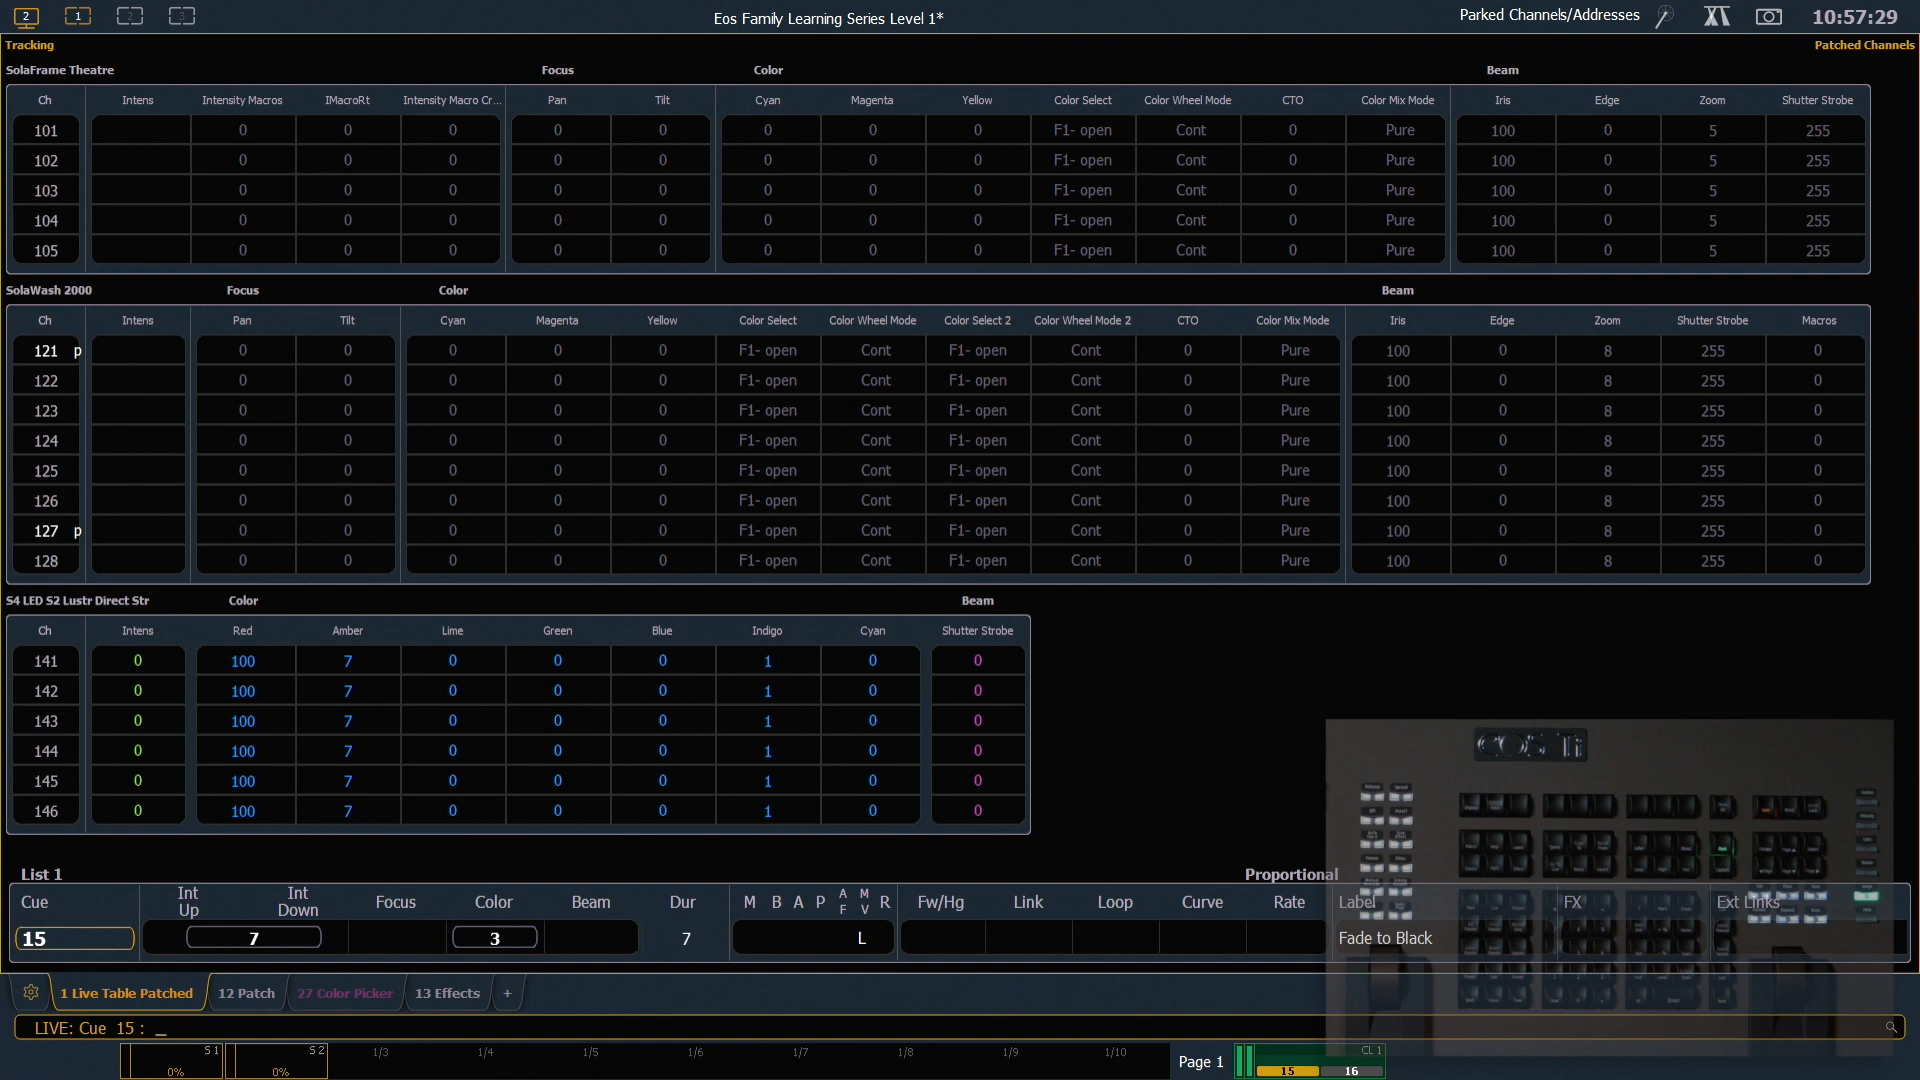 2 1 2 3 Eos Family Learning Series Level 1* Parked Channels/Addresses 10:57:29
Tracking Patched Channels
SolaFrame Theatre Focus Color Beam
Ch Intens Intensity Macros IMacroRt Intensity Macro Cr... Pan Tilt Cyan Magenta Yellow Color Select Color Wheel Mode CTO Color Mix Mode Iris Edge Zoom Shutter Strobe
101 0 0 0 0 0 0 0 0 F1- open Cont 0 Pure 100 0 5 255
102 0 0 0 0 0 0 0 0 F1- open Cont 0 Pure 100 0 5 255
103 0 0 0 0 0 0 0 0 F1- open Cont 0 Pure 100 0 5 255
104 0 0 0 0 0 0 0 0 F1- open Cont 0 Pure 100 0 5 255
105 0 0 0 0 0 0 0 0 F1- open Cont 0 Pure 100 0 5 255
SolaWash 2000 Focus Color Beam
Ch Intens Pan Tilt Cyan Magenta Yellow Color Select Color Wheel Mode Color Select 2 Color Wheel Mode 2 CTO Color Mix Mode Iris Edge Zoom Shutter Strobe Macros
121 p 0 0 0 0 0 F1- open Cont F1- open Cont 0 Pure 100 0 8 255 0
122 0 0 0 0 0 F1- open Cont F1- open Cont 0 Pure 100 0 8 255 0
123 0 0 0 0 0 F1- open Cont F1- open Cont 0 Pure 100 0 8 255 0
124 0 0 0 0 0 F1- open Cont F1- open Cont 0 Pure 100 0 8 255 0
125 0 0 0 0 0 F1- open Cont F1- open Cont 0 Pure 100 0 8 255 0
126 0 0 0 0 0 F1- open Cont F1- open Cont 0 Pure 100 0 8 255 0
127 p 0 0 0 0 0 F1- open Cont F1- open Cont 0 Pure 100 0 8 255 0
128 0 0 0 0 0 F1- open Cont F1- open Cont 0 Pure 100 0 8 255 0
S4 LED S2 Lustr Direct Str Color Beam
Ch Intens Red Amber Lime Green Blue Indigo Cyan Shutter Strobe
141 0 100 7 0 0 0 1 0 0
142 0 100 7 0 0 0 1 0 0
143 0 100 7 0 0 0 1 0 0
144 0 100 7 0 0 0 1 0 0
145 0 100 7 0 0 0 1 0 0
146 0 100 7 0 0 0 1 0 0
List 1 Proportional
Cue Int Up Int Down Focus Color Beam Dur M B A P AF MV R Fw/Hg Link Loop Curve Rate Label FX Ext Links
15 7 3 7 L Fade to Black
1 Live Table Patched 12 Patch 27 Color Picker 13 Effects +
LIVE: Cue 15 : _
S 1 S 2 1/3 1/4 1/5 1/6 1/7 1/8 1/9 1/10 Page 1 CL 1
0% 0% 15 16